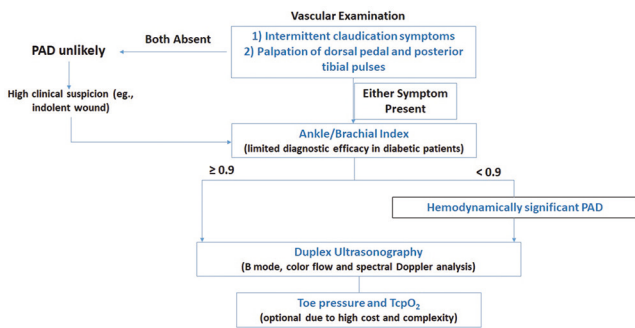 Vascular Examination
1) Intermittent claudication symptoms
2) Palpation of dorsal pedal and posterior
tibial pulses
Both Absent
PAD unlikely
High clinical suspicion (eg.,
indolent wound)
Either Symptom
Present
Ankle/Brachial Index
(limited diagnostic efficacy in diabetic patients)
≥ 0.9
< 0.9
Hemodynamically significant PAD
Duplex Ultrasonography
(B mode, color flow and spectral Doppler analysis)
Toe pressure and TcpO₂
(optional due to high cost and complexity)